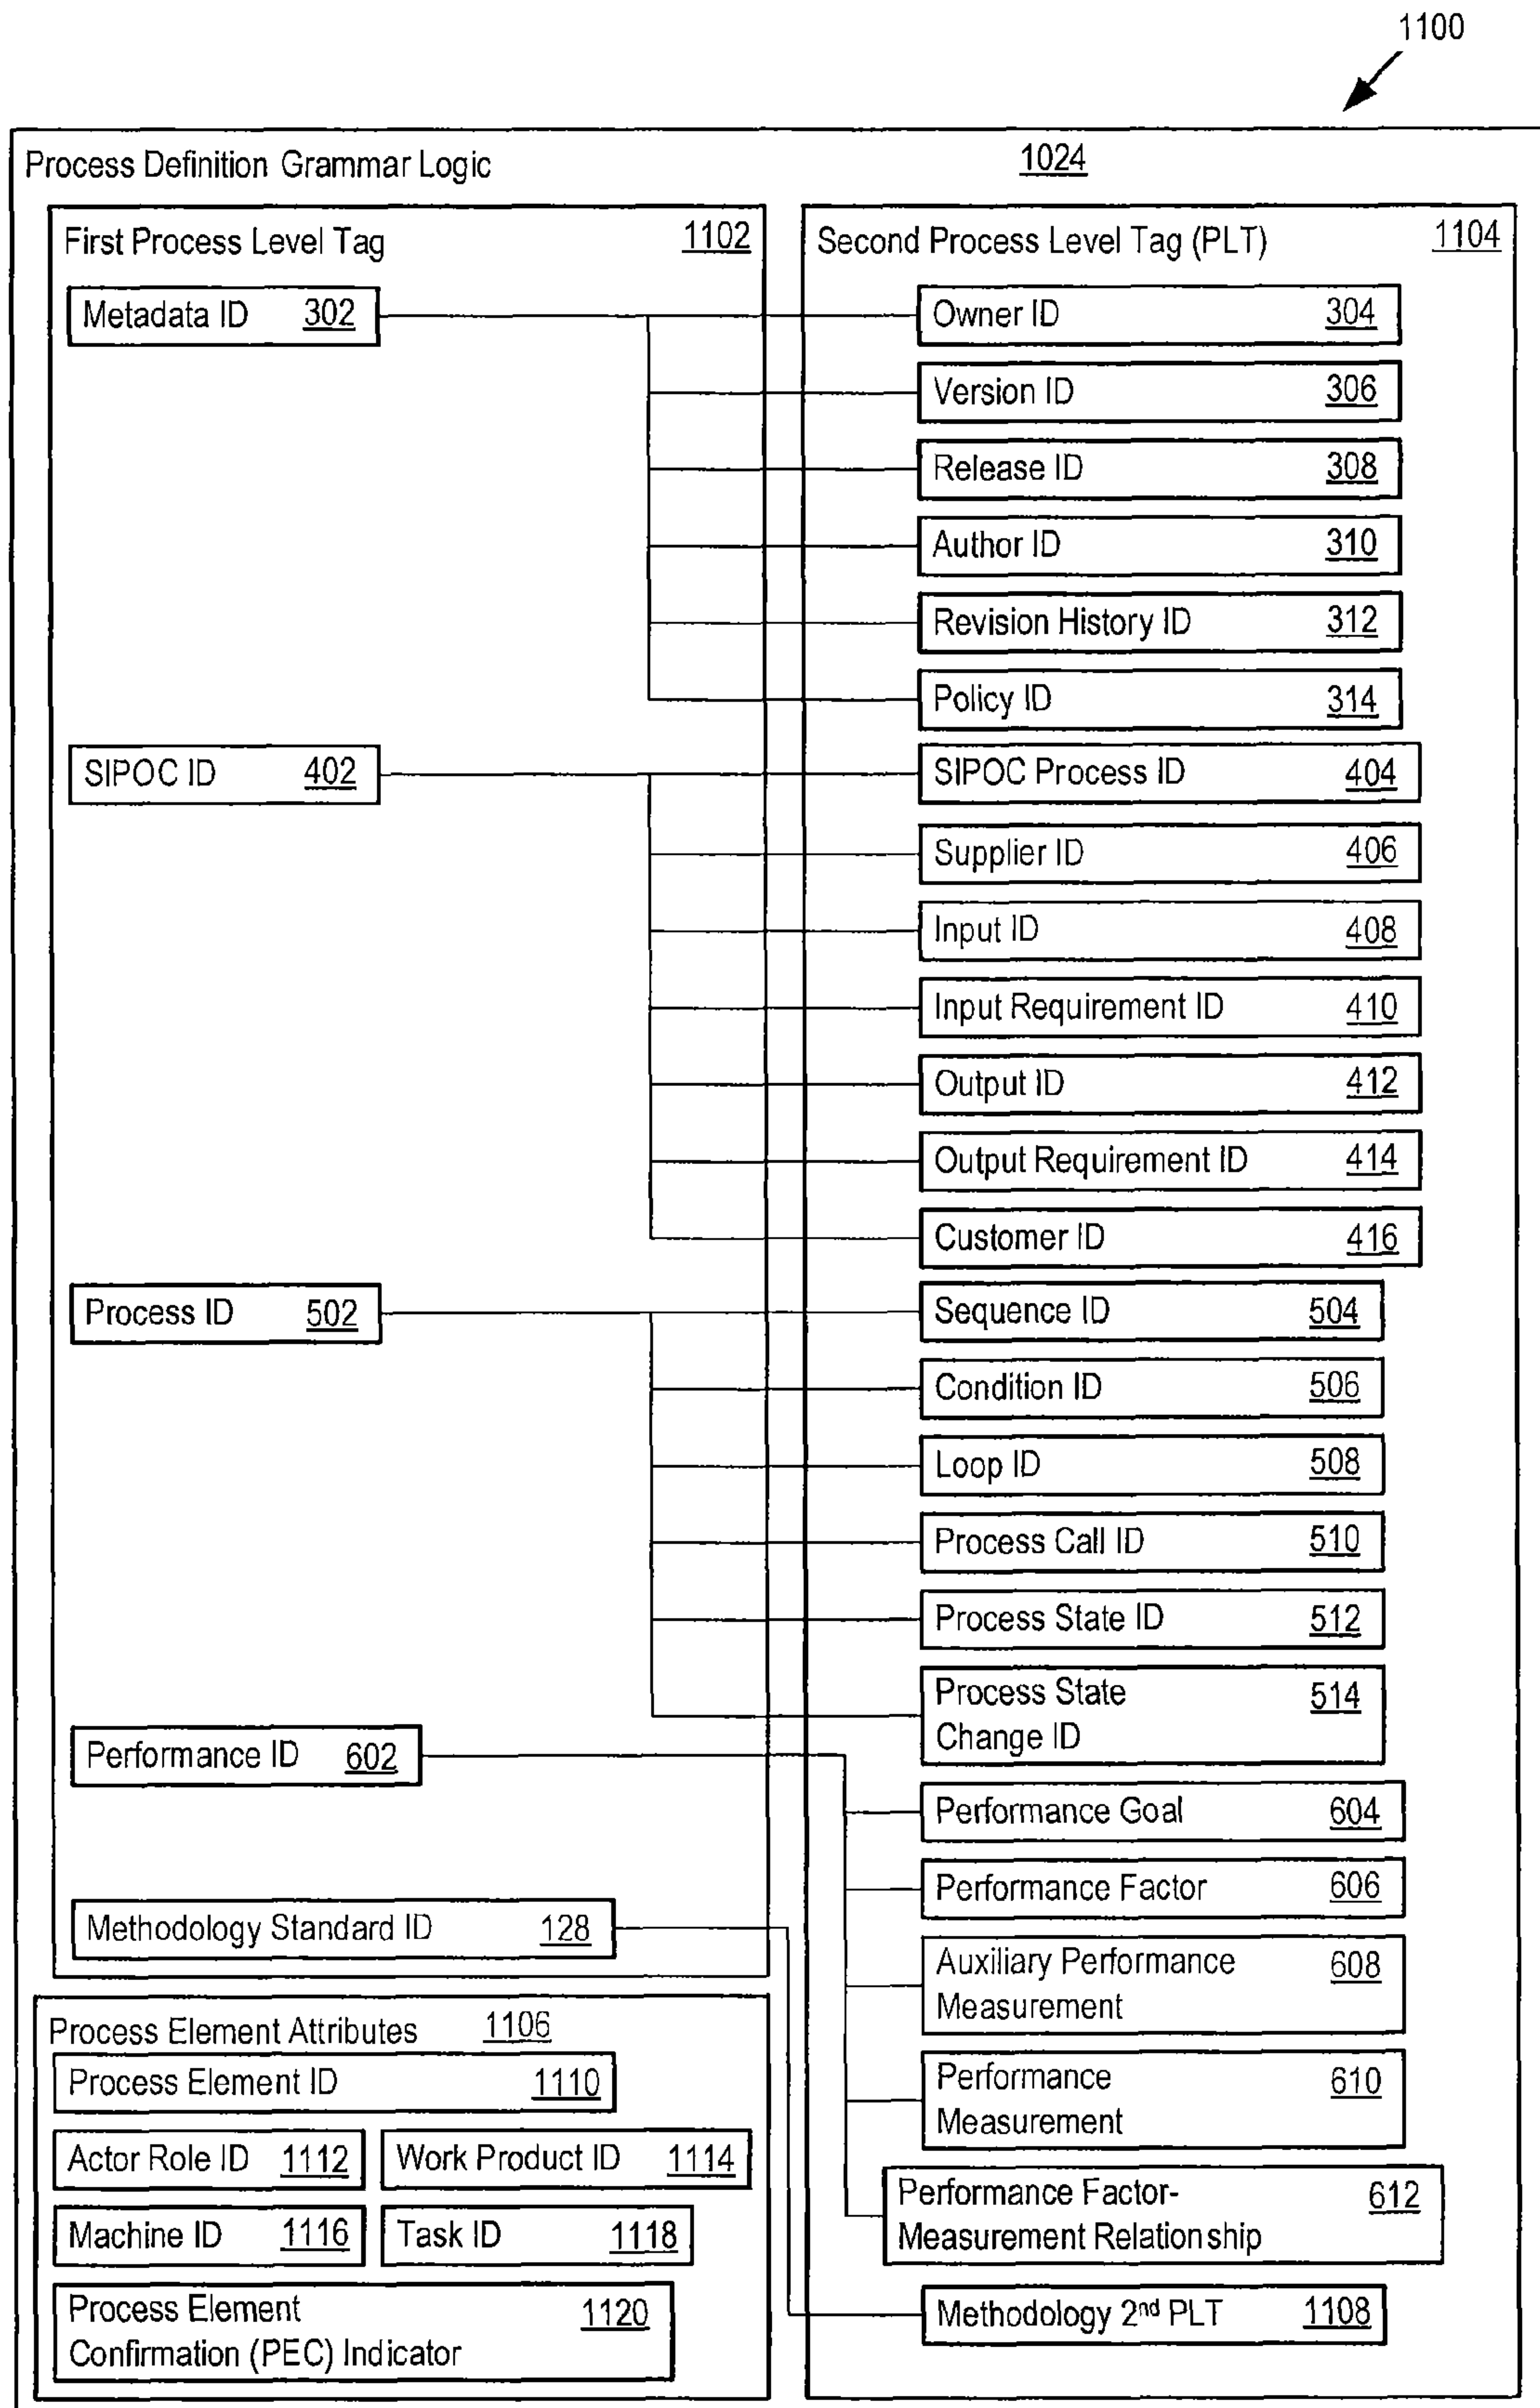 1100
Process Definition Grammar Logic 1024
First Process Level Tag 1102
Metadata ID 302
SIPOC ID 402
Process ID 502
Performance ID 602
Methodology Standard ID 128
Second Process Level Tag (PLT) 1104
Owner ID 304
Version ID 306
Release ID 308
Author ID 310
Revision History ID 312
Policy ID 314
SIPOC Process ID 404
Supplier ID 406
Input ID 408
Input Requirement ID 410
Output ID 412
Output Requirement ID 414
Customer ID 416
Sequence ID 504
Condition ID 506
Loop ID 508
Process Call ID 510
Process State ID 512
Process State 514
Change ID
Performance Goal 604
Performance Factor 606
Auxiliary Performance 608
Measurement
Performance 610
Measurement
Performance Factor- 612
Measurement Relationship
Methodology 2nd PLT 1108
Process Element Attributes 1106
Process Element ID 1110
Actor Role ID 1112
Work Product ID 1114
Machine ID 1116
Task ID 1118
Process Element 1120
Confirmation (PEC) Indicator